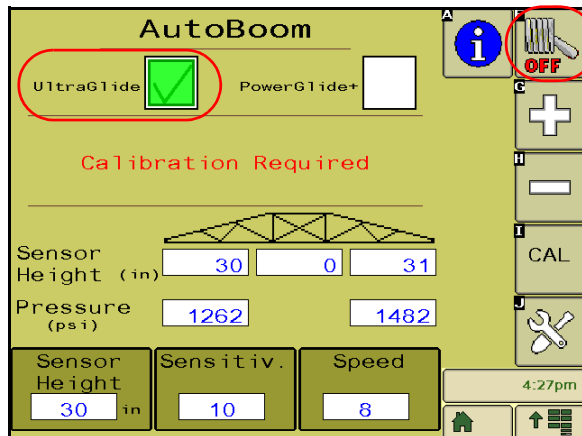 AutoBoom
A
F
OFF
UltraGlide
PowerGlide+
G
Calibration Required
H
I
CAL
Sensor
Height (in)
30
0
31
Pressure
(psi)
1262
1482
J
Sensor
Height
30 in
Sensitiv.
10
Speed
8
4:27pm